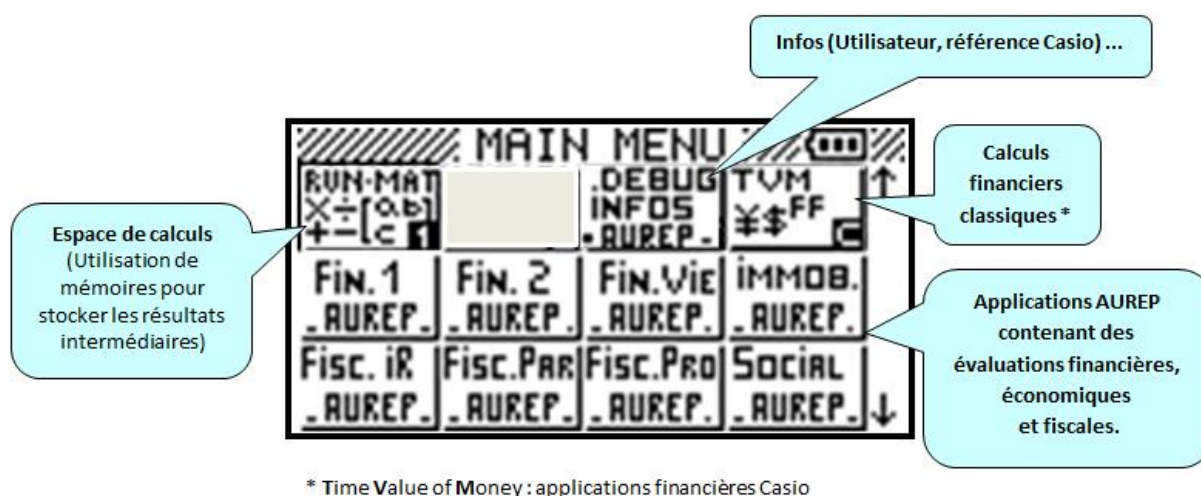 Infos (Utilisateur, référence Casio) ...
MAIN MENU
RUN-MAT
×÷[a.b]
+−[c 1
.DEBUG
INFOS
•AUREP-
TVM
¥$FF
C
Calculs
financiers
classiques *
Espace de calculs
(Utilisation de
mémoires pour
stocker les résultats
intermédiaires)
Fin.1
-AUREP-
Fin.2
-AUREP.
Fin.ViE
-AUREP.
iMMOB.
-AUREP.
Fisc.iR
-AUREP-
Fisc.PAR
-AUREP-
Fisc.PRO
-AUREP.
SOCiAL
-AUREP-
Applications AUREP
contenant des
évaluations financières,
économiques
et fiscales.
* Time Value of Money : applications financières Casio